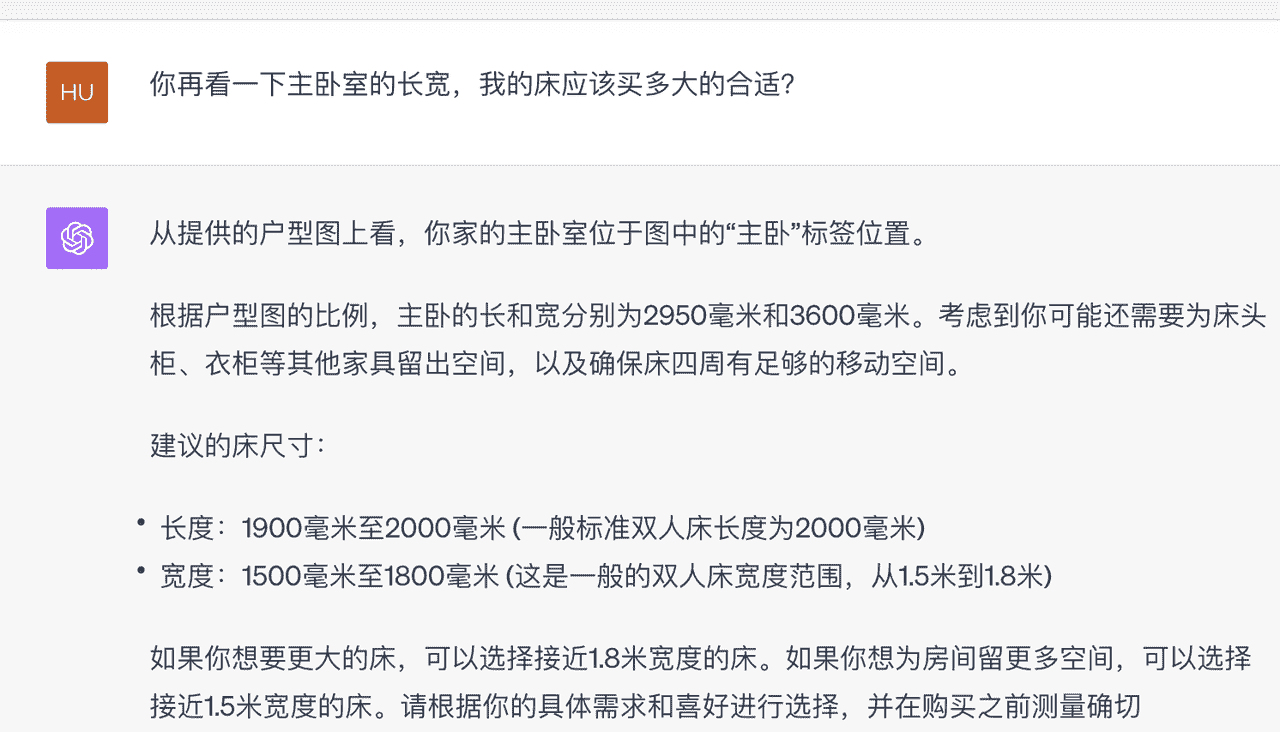 HU
你再看一下主卧室的长宽，我的床应该买多大的合适？
从提供的户型图上看，你家的主卧室位于图中的“主卧”标签位置。
根据户型图的比例，主卧的长和宽分别为2950毫米和3600毫米。考虑到你可能还需要为床头
柜、衣柜等其他家具留出空间，以及确保床四周有足够的移动空间。
建议的床尺寸：
• 长度：1900毫米至2000毫米 (一般标准双人床长度为2000毫米)
• 宽度：1500毫米至1800毫米 (这是一般的双人床宽度范围，从1.5米到1.8米)
如果你想要更大的床，可以选择接近1.8米宽度的床。如果你想为房间留更多空间，可以选择
接近1.5米宽度的床。请根据你的具体需求和喜好进行选择，并在购买之前测量确切